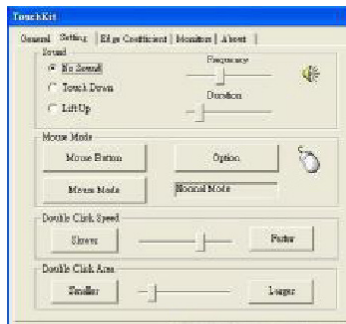 TouchKit
General Setting Edge Coefficient Monitors About
Sound
No Sound
Frequency
Touch Down
Duration
Lift Up
Mouse Mode
Mouse Button Option
Mouse Mode Normal Mode
Double Click Speed
Slower Faster
Double Click Area
Smaller Larger